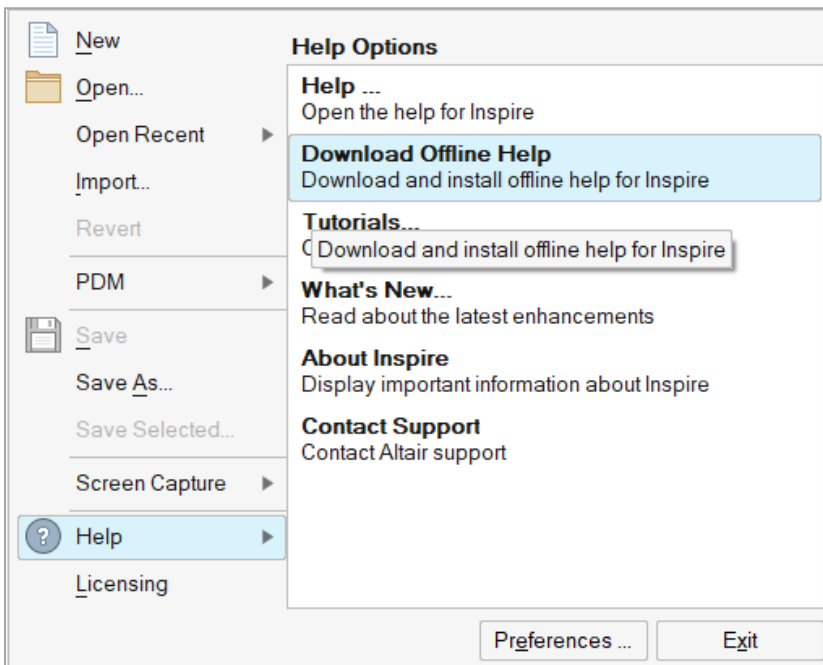 New
Open...
Open Recent
Import...
Revert
PDM
Save
Save As...
Save Selected...
Screen Capture
Help
Licensing
Help Options
Help ...
Open the help for Inspire
Download Offline Help
Download and install offline help for Inspire
Tutorials...
Download and install offline help for Inspire
What's New...
Read about the latest enhancements
About Inspire
Display important information about Inspire
Contact Support
Contact Altair support
Preferences ...
Exit